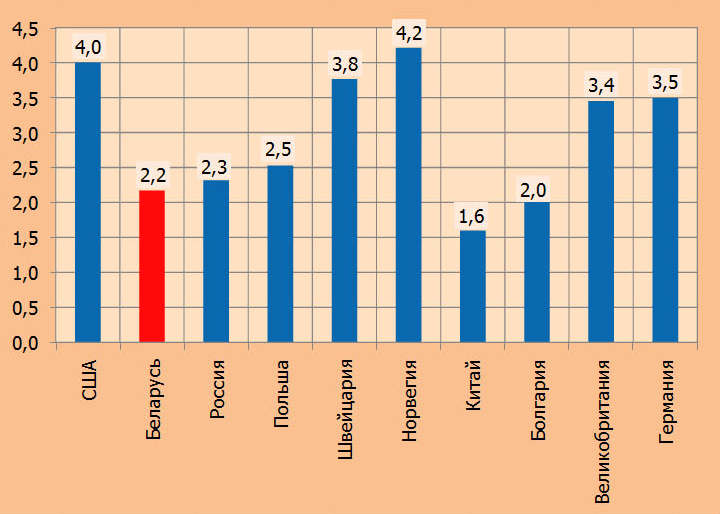 4,5
4,0
3,5
3,0
2,5
2,0
1,5
1,0
0,5
0,0
4,0
2,2
2,3
2,5
3,8
4,2
1,6
2,0
3,4
3,5
США
Беларусь
Россия
Польша
Швейцария
Норвегия
Китай
Болгария
Великобритания
Германия